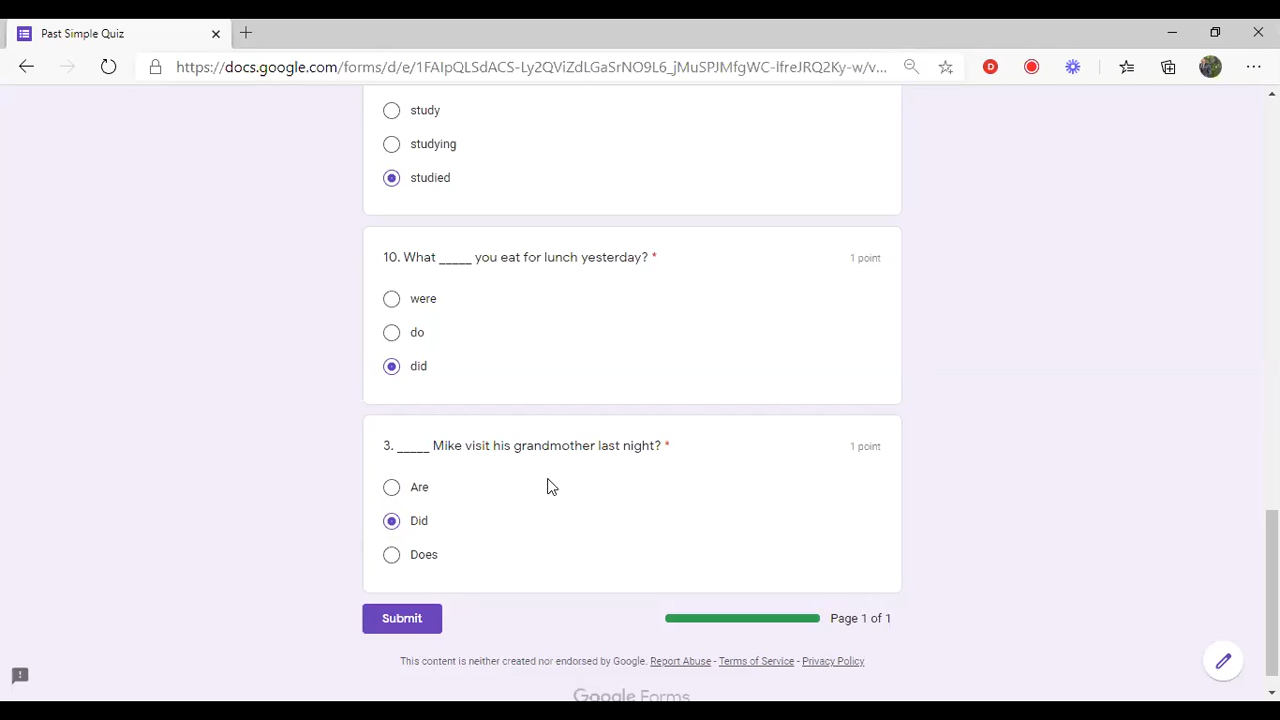 Past Simple Quiz
https://docs.google.com/forms/d/e/1FAIpQLSdACS-Ly2QViZdLGaSrNO9L6_jMuSPJMfgWC-IfreJRQ2Ky-w/v...
study
studying
studied
10. What _____ you eat for lunch yesterday? *
1 point
were
do
did
3. _____ Mike visit his grandmother last night? *
1 point
Are
Did
Does
Submit
Page 1 of 1
This content is neither created nor endorsed by Google. Report Abuse - Terms of Service - Privacy Policy
Google Forms